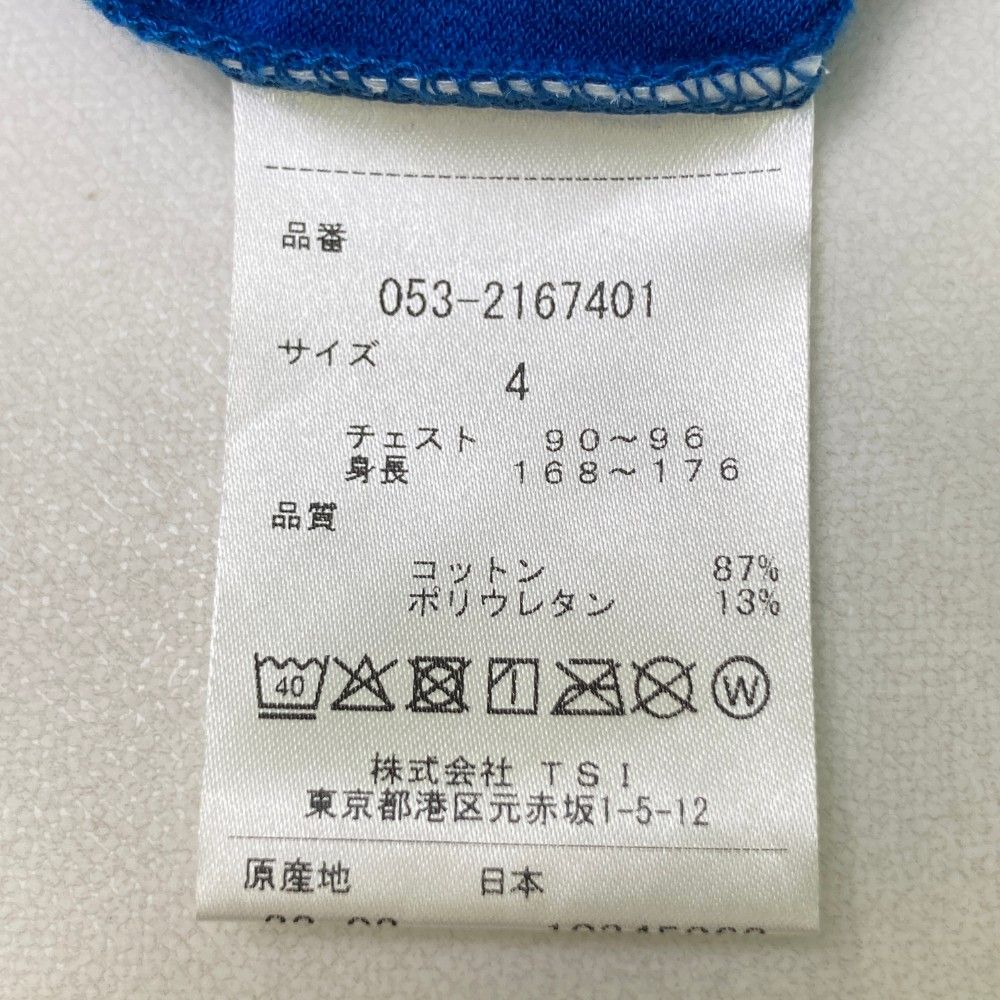 品番
053-2167401
サイズ
4
チェスト 90～96
身長 168～176
品質
コットン 87%
ポリウレタン 13%
40
W
株式会社 TSI
東京都港区元赤坂1-5-12
原産地 日本